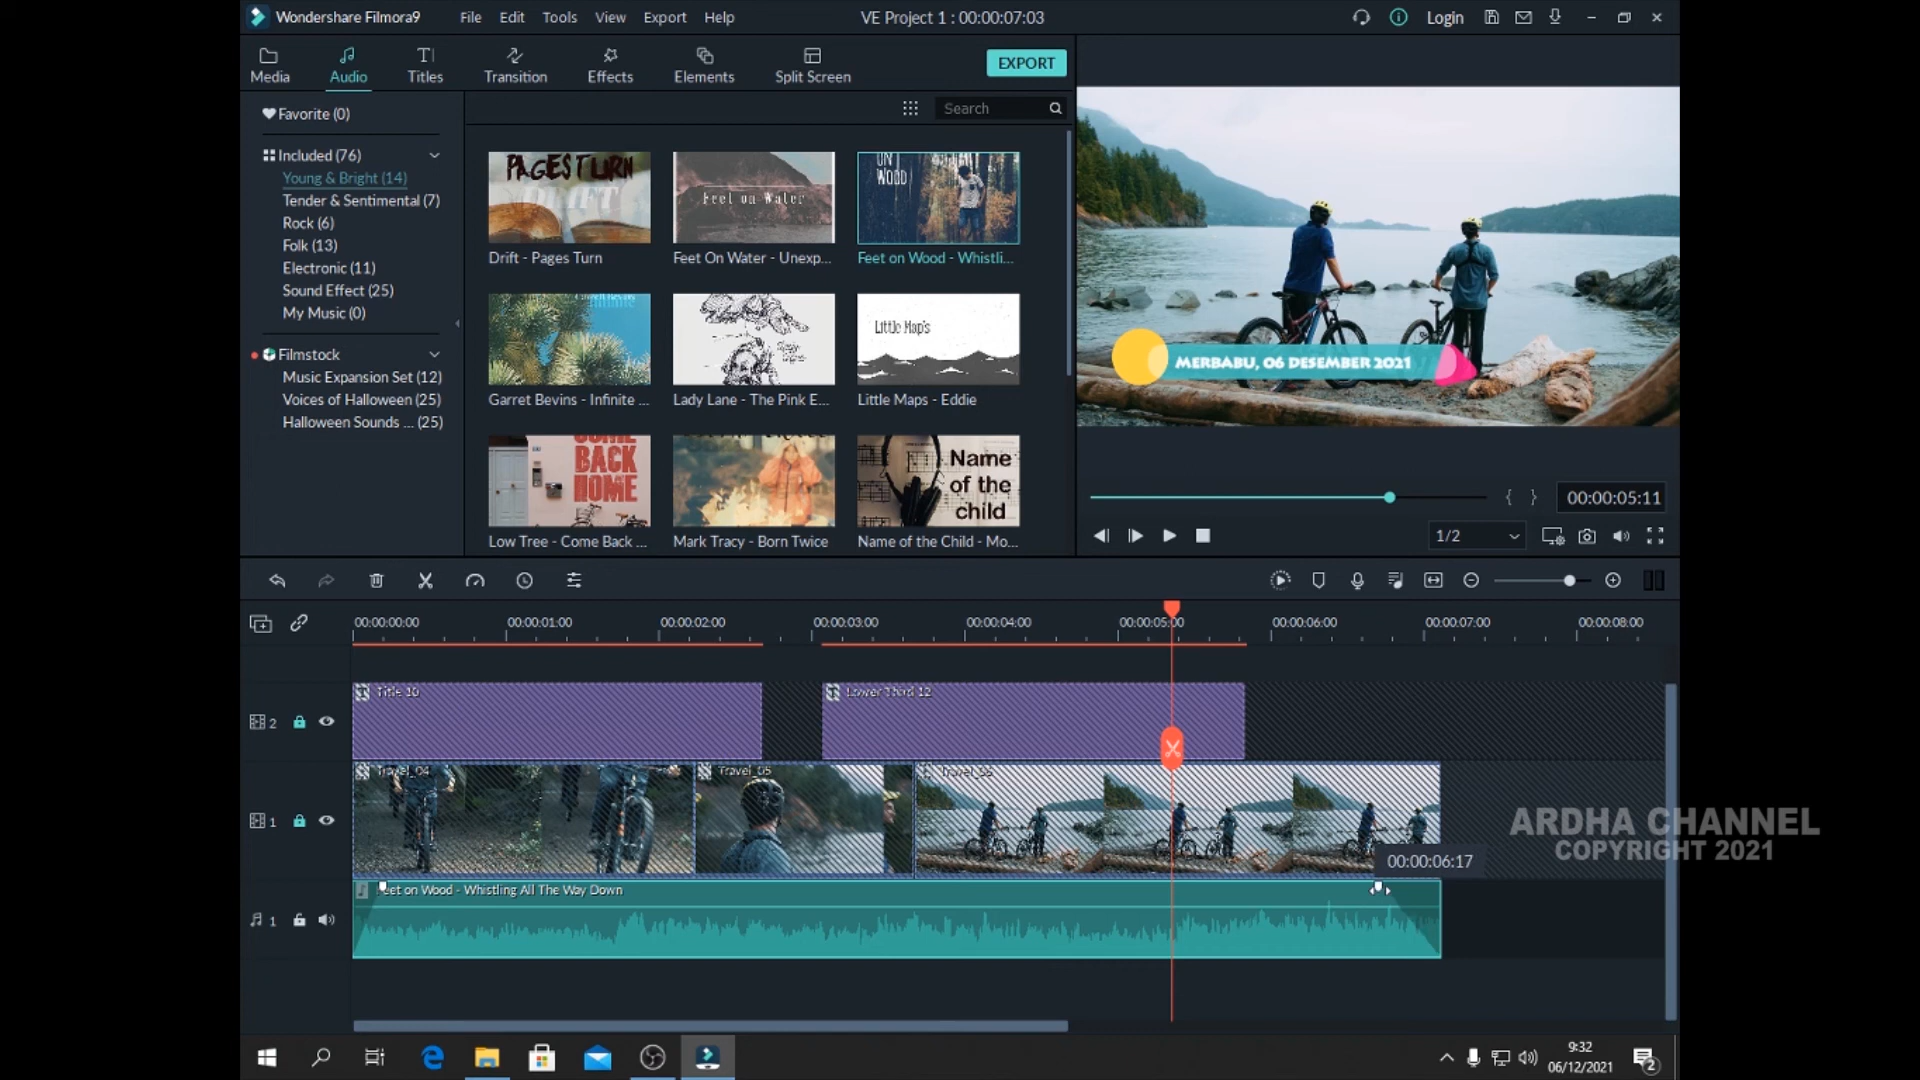 Wondershare Filmora9
File Edit Tools View Export Help
VE Project 1 : 00:00:07:03
Login
Media Audio Titles Transition Effects Elements Split Screen
EXPORT
Favorite (0)
Included (76)
Young & Bright (14)
Tender & Sentimental (7)
Rock (6)
Folk (13)
Electronic (11)
Sound Effect (25)
My Music (0)
Filmstock
Music Expansion Set (12)
Voices of Halloween (25)
Halloween Sounds ... (25)
Search
PAGES TURN
DRIFT
Feel on Water
ON
WOOD
Drift - Pages Turn
Feet On Water - Unexp...
Feet on Wood - Whistli...
Little Map's
Garret Bevins - Infinite ...
Lady Lane - The Pink E...
Little Maps - Eddie
COME
BACK
HOME
Name
of the
child
Low Tree - Come Back ...
Mark Tracy - Born Twice
Name of the Child - Mo...
MERBABU, 06 DESEMBER 2021
{ } 00:00:05:11
1/2
00:00:00:00 00:00:01:00 00:00:02:00 00:00:03:00 00:00:04:00 00:00:05:00 00:00:06:00 00:00:07:00 00:00:08:00
Title 10
Lower Third 12
2
Travel_04
Travel_05
Travel_06
1
00:00:06:17
Feet on Wood - Whistling All The Way Down
1
ARDHA CHANNEL
COPYRIGHT 2021
9:32
06/12/2021
2